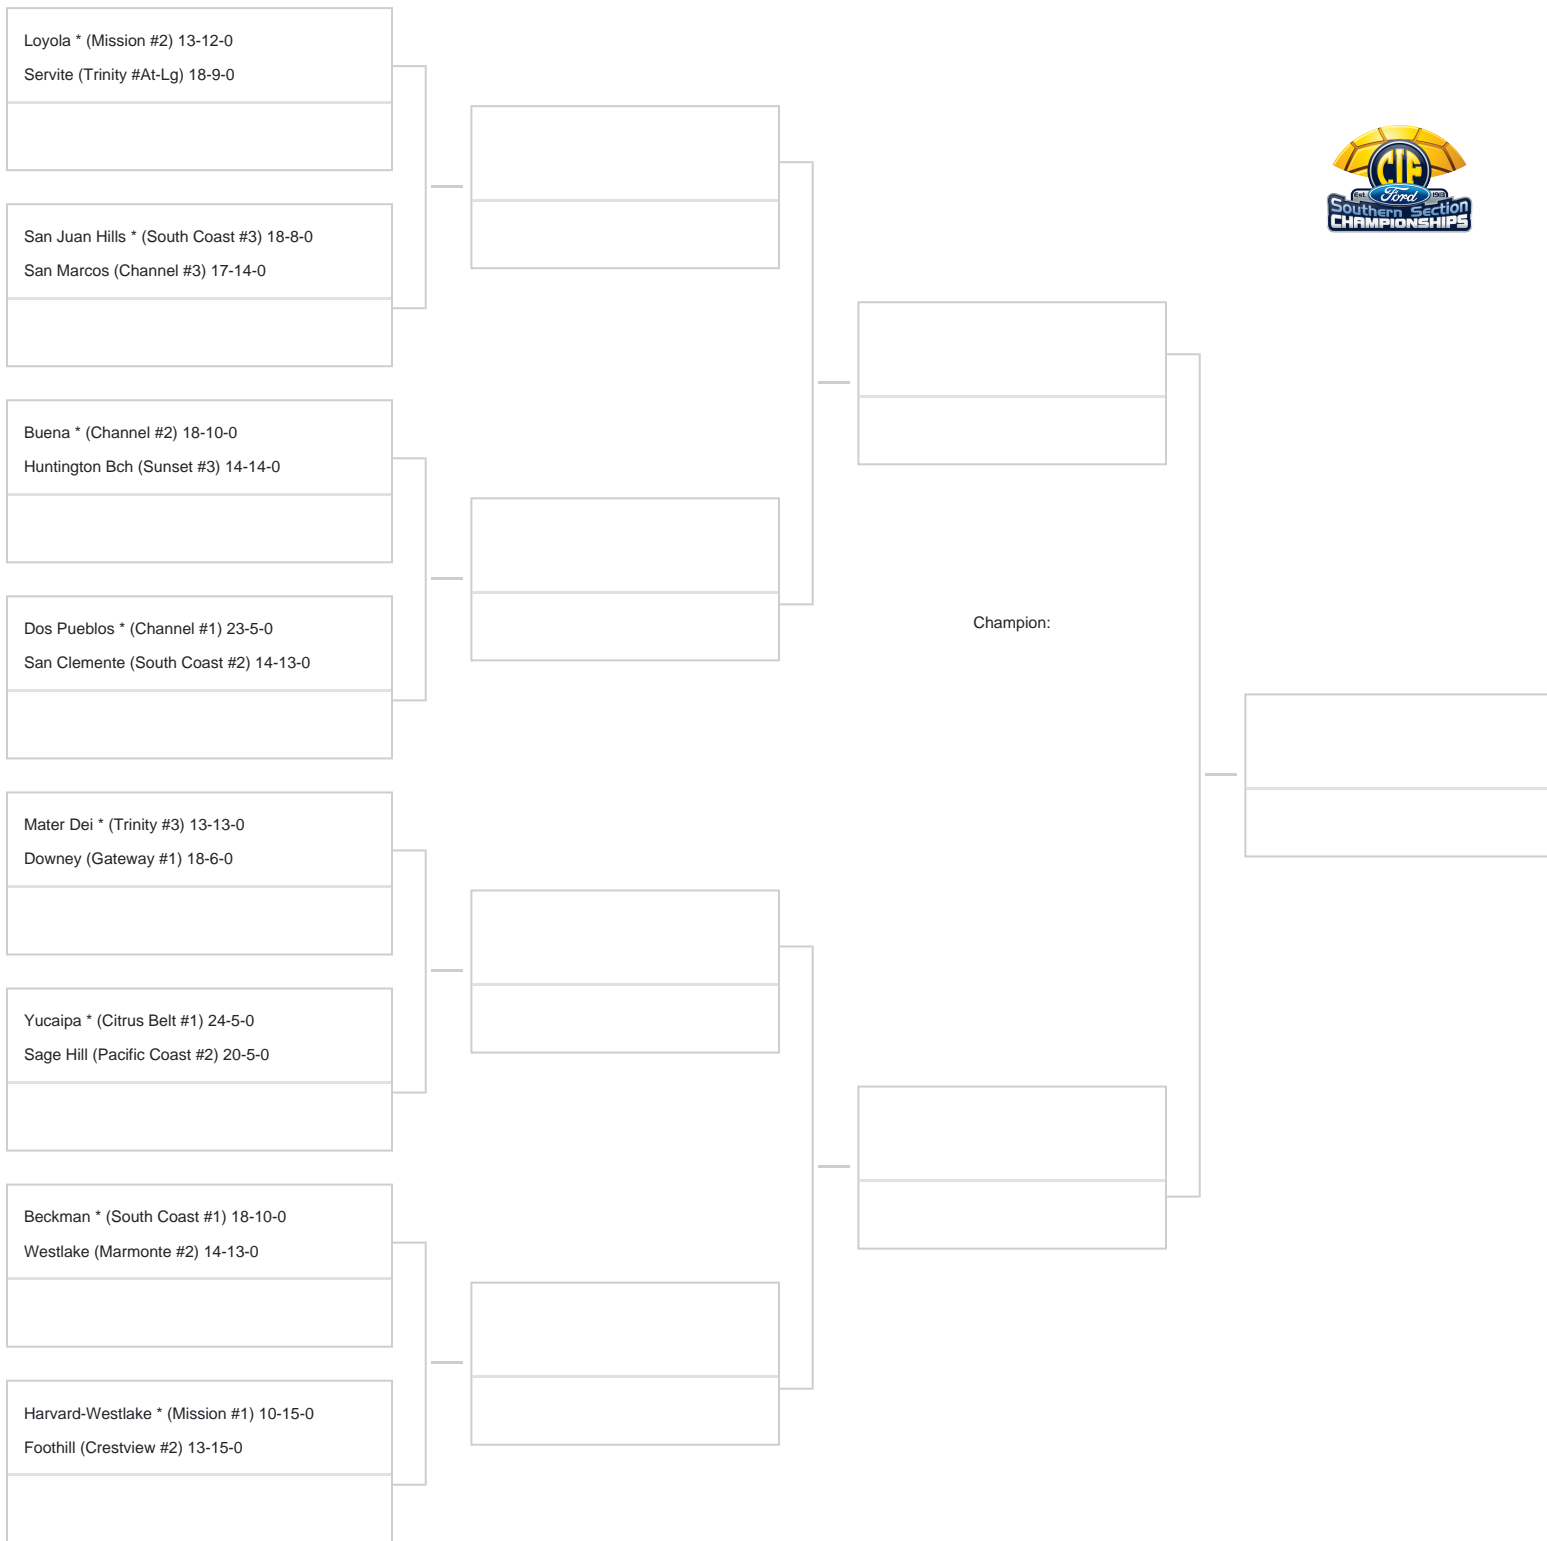 Loyola * (Mission #2) 13-12-0
Servite (Trinity #At-Lg) 18-9-0
San Juan Hills * (South Coast #3) 18-8-0
San Marcos (Channel #3) 17-14-0
Buena * (Channel #2) 18-10-0
Huntington Bch (Sunset #3) 14-14-0
Dos Pueblos * (Channel #1) 23-5-0
San Clemente (South Coast #2) 14-13-0
Mater Dei * (Trinity #3) 13-13-0
Downey (Gateway #1) 18-6-0
Yucaipa * (Citrus Belt #1) 24-5-0
Sage Hill (Pacific Coast #2) 20-5-0
Beckman * (South Coast #1) 18-10-0
Westlake (Marmonte #2) 14-13-0
Harvard-Westlake * (Mission #1) 10-15-0
Foothill (Crestview #2) 13-15-0
Champion:
CIF
Est. Ford 1913
Southern Section
CHAMPIONSHIPS